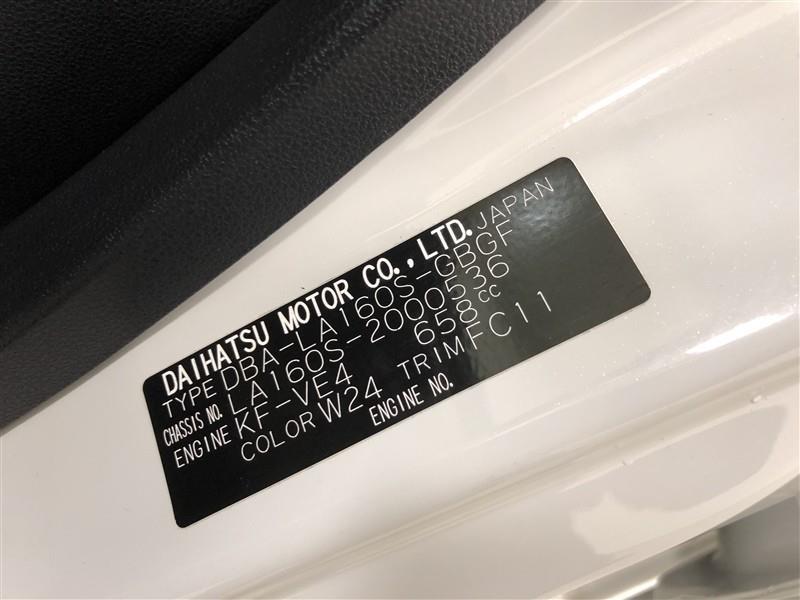 DAIHATSU MOTOR CO., LTD. JAPAN
TYPE DBA-LA160S-GBGF
CHASSIS NO. LA160S-2000536
ENGINE KF-VE4 658cc
COLOR W24 TRIM FC11
ENGINE NO.